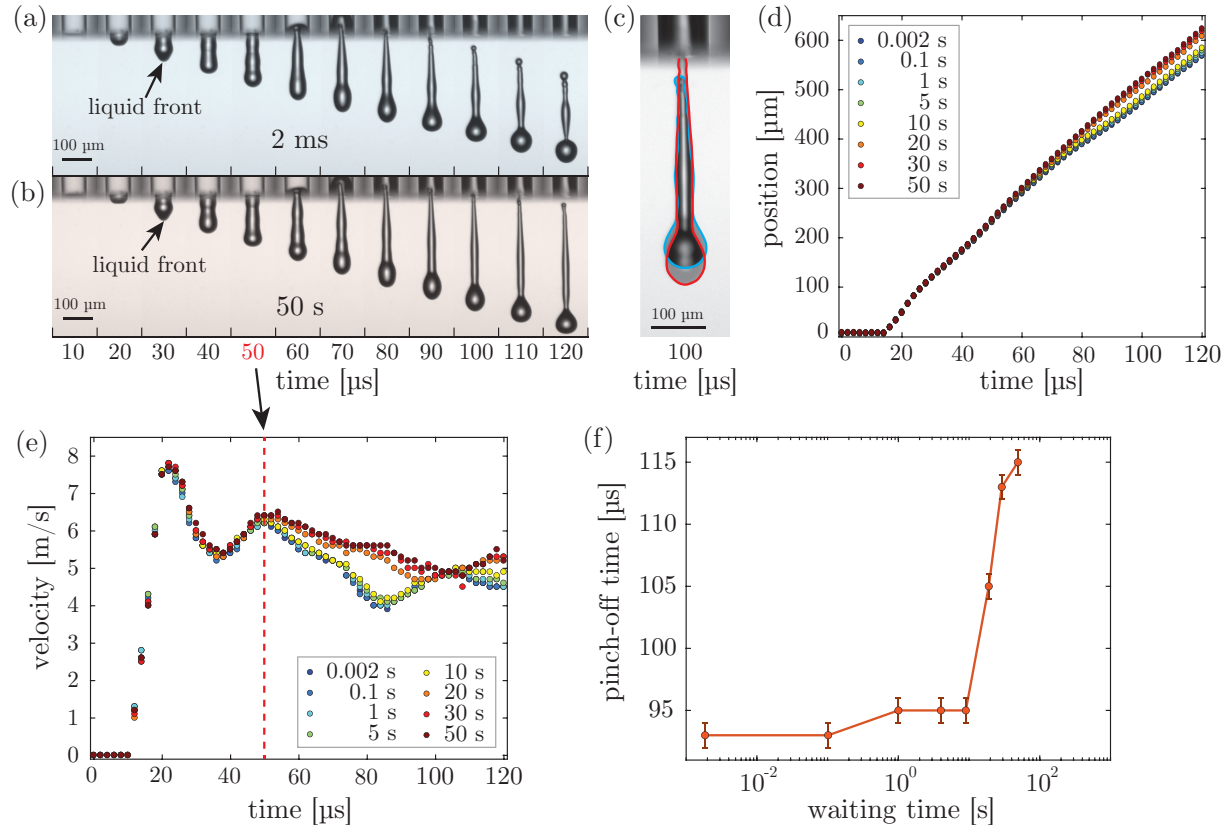 (a)
liquid front
100 µm
2 ms
(b)
liquid front
100 µm
50 s
10 20 30 40 50 60 70 80 90 100 110 120
time [µs]
(c)
100 µm
100
time [µs]
(d)
600
500
400
300
200
100
0
position [µm]
0.002 s
0.1 s
1 s
5 s
10 s
20 s
30 s
50 s
0 20 40 60 80 100 120
time [µs]
(e)
8
7
6
5
4
3
2
1
0
velocity [m/s]
0.002 s 10 s
0.1 s 20 s
1 s 30 s
5 s 50 s
0 20 40 60 80 100 120
time [µs]
(f)
115
105
95
pinch-off time [µs]
10⁻² 10⁰ 10²
waiting time [s]